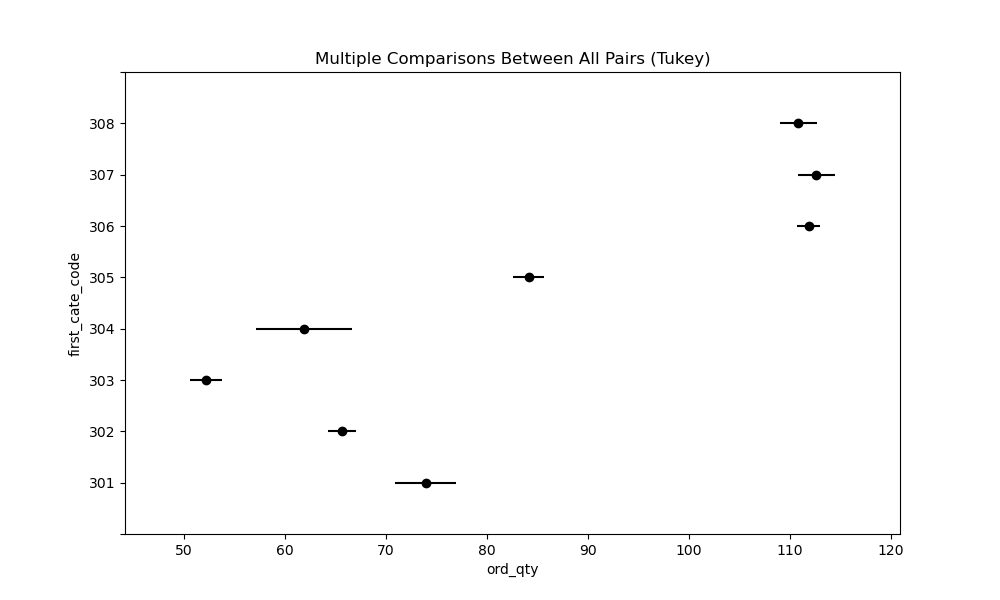 Multiple Comparisons Between All Pairs (Tukey)
308
307
306
305
304
303
302
301
first_cate_code
50 60 70 80 90 100 110 120
ord_qty